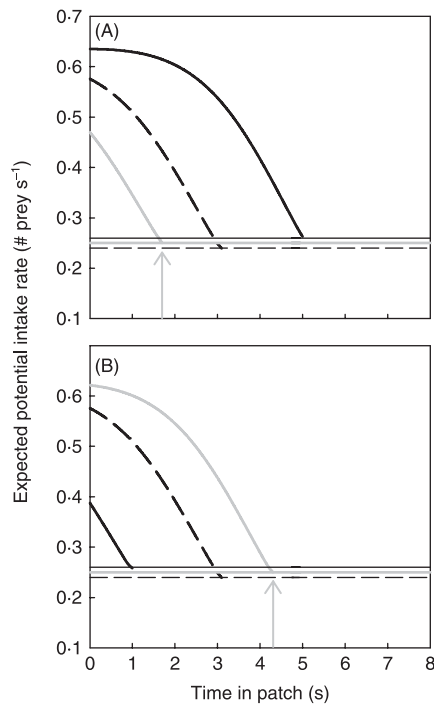 Expected potential intake rate (# prey s⁻¹)
(A)
0·7
0·6
0·5
0·4
0·3
0·2
0·1
(B)
0·6
0·5
0·4
0·3
0·2
0·1
0 1 2 3 4 5 6 7 8
Time in patch (s)